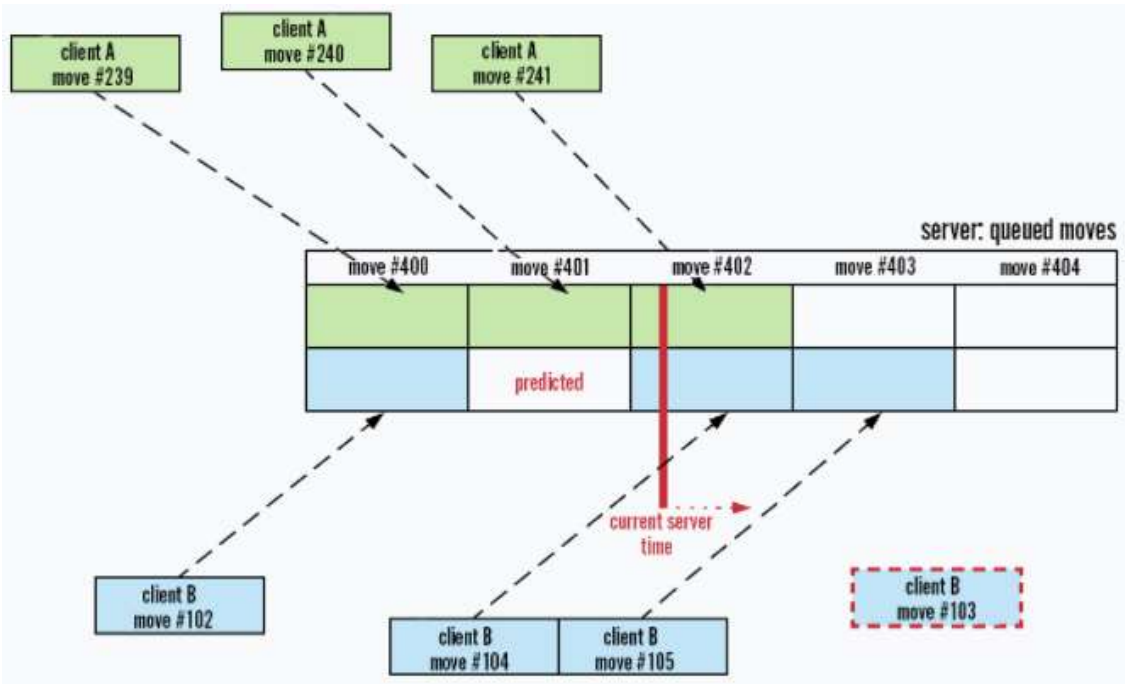 client A
move #239
client A
move #240
client A
move #241
server: queued moves
move #400
move #401
move #402
move #403
move #404
predicted
current server
time
client B
move #102
client B
move #104
client B
move #105
client B
move #103